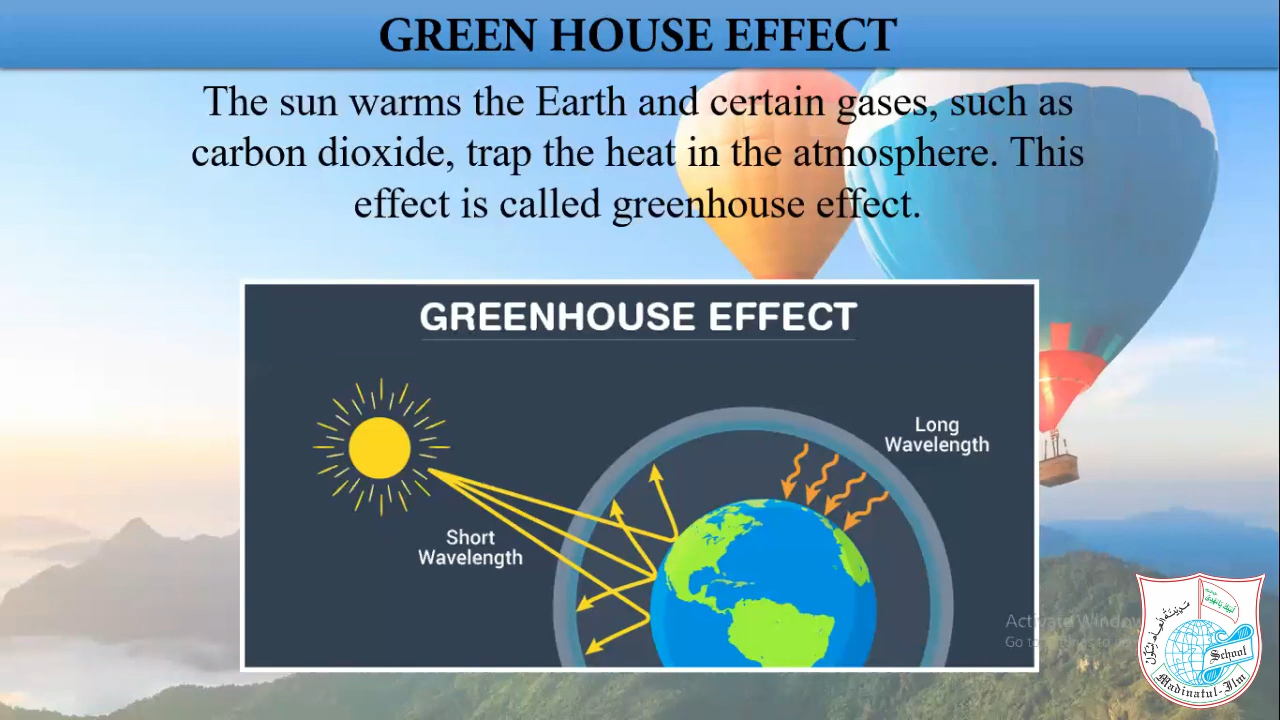 GREEN HOUSE EFFECT
The sun warms the Earth and certain gases, such as
carbon dioxide, trap the heat in the atmosphere. This
effect is called greenhouse effect.
GREENHOUSE EFFECT
Long
Wavelength
Short
Wavelength
School
Madinatul-Ilm